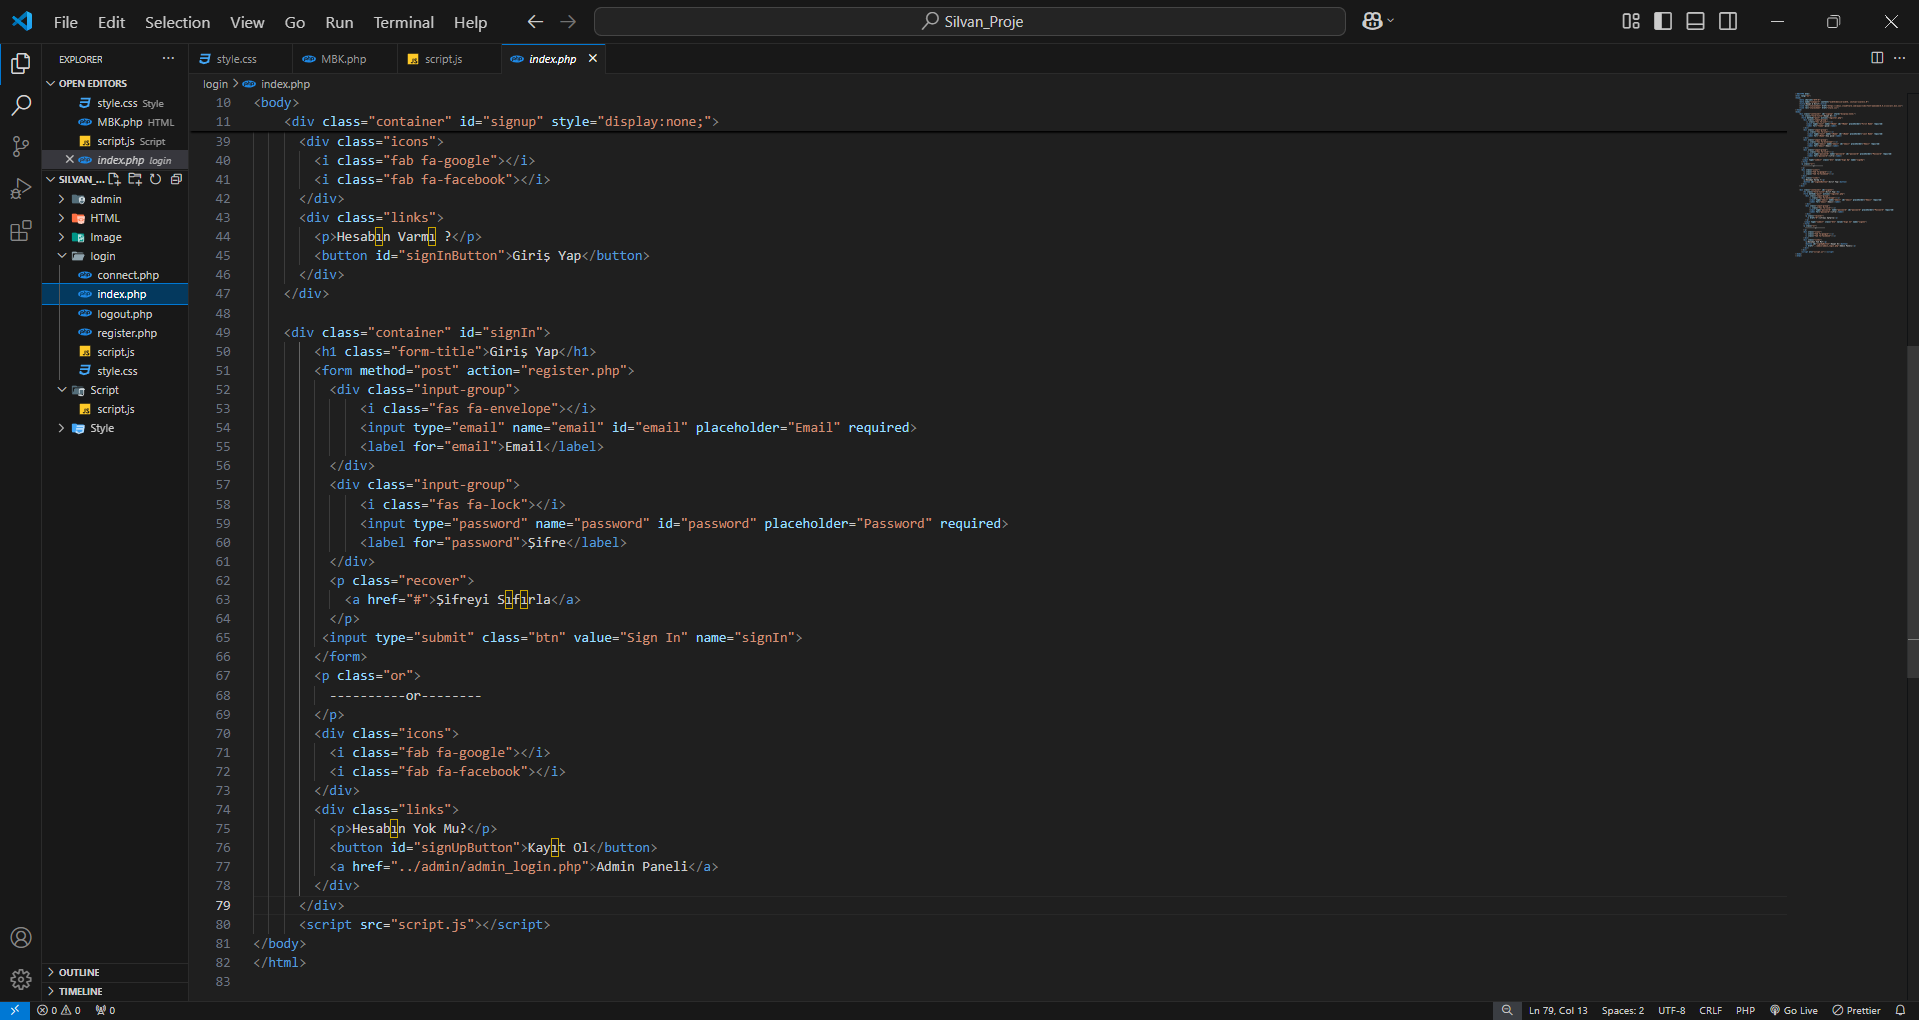 File Edit Selection View Go Run Terminal Help
Silvan_Proje
EXPLORER
OPEN EDITORS
style.css Style
MBK.php HTML
script.js Script
index.php login
SILVAN_...
admin
HTML
Image
login
connect.php
index.php
logout.php
register.php
script.js
style.css
Script
script.js
Style
OUTLINE
TIMELINE
style.css MBK.php script.js index.php
login > index.php
10 <body>
11 <div class="container" id="signup" style="display:none;">
39 <div class="icons">
40 <i class="fab fa-google"></i>
41 <i class="fab fa-facebook"></i>
42 </div>
43 <div class="links">
44 <p>Hesabın Varmı ?</p>
45 <button id="signInButton">Giriş Yap</button>
46 </div>
47 </div>
48
49 <div class="container" id="signIn">
50 <h1 class="form-title">Giriş Yap</h1>
51 <form method="post" action="register.php">
52 <div class="input-group">
53 <i class="fas fa-envelope"></i>
54 <input type="email" name="email" id="email" placeholder="Email" required>
55 <label for="email">Email</label>
56 </div>
57 <div class="input-group">
58 <i class="fas fa-lock"></i>
59 <input type="password" name="password" id="password" placeholder="Password" required>
60 <label for="password">Şifre</label>
61 </div>
62 <p class="recover">
63 <a href="#">Şifreyi Sıfırla</a>
64 </p>
65 <input type="submit" class="btn" value="Sign In" name="signIn">
66 </form>
67 <p class="or">
68 ----------or--------
69 </p>
70 <div class="icons">
71 <i class="fab fa-google"></i>
72 <i class="fab fa-facebook"></i>
73 </div>
74 <div class="links">
75 <p>Hesabın Yok Mu?</p>
76 <button id="signUpButton">Kayıt Ol</button>
77 <a href="../admin/admin_login.php">Admin Paneli</a>
78 </div>
79 </div>
80 <script src="script.js"></script>
81 </body>
82 </html>
83
0 0 0
Ln 79, Col 13 Spaces: 2 UTF-8 CRLF PHP Go Live Prettier